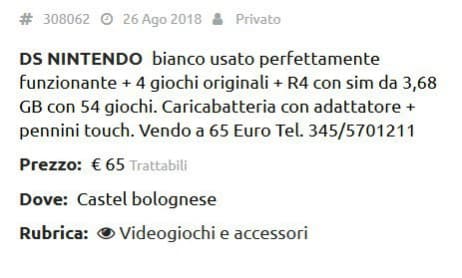 # 308062 26 Ago 2018 Privato
DS NINTENDO bianco usato perfettamente
funzionante + 4 giochi originali + R4 con sim da 3,68
GB con 54 giochi. Caricabatteria con adattatore +
pennini touch. Vendo a 65 Euro Tel. 345/5701211
Prezzo: € 65 Trattabili
Dove: Castel bolognese
Rubrica: Videogiochi e accessori